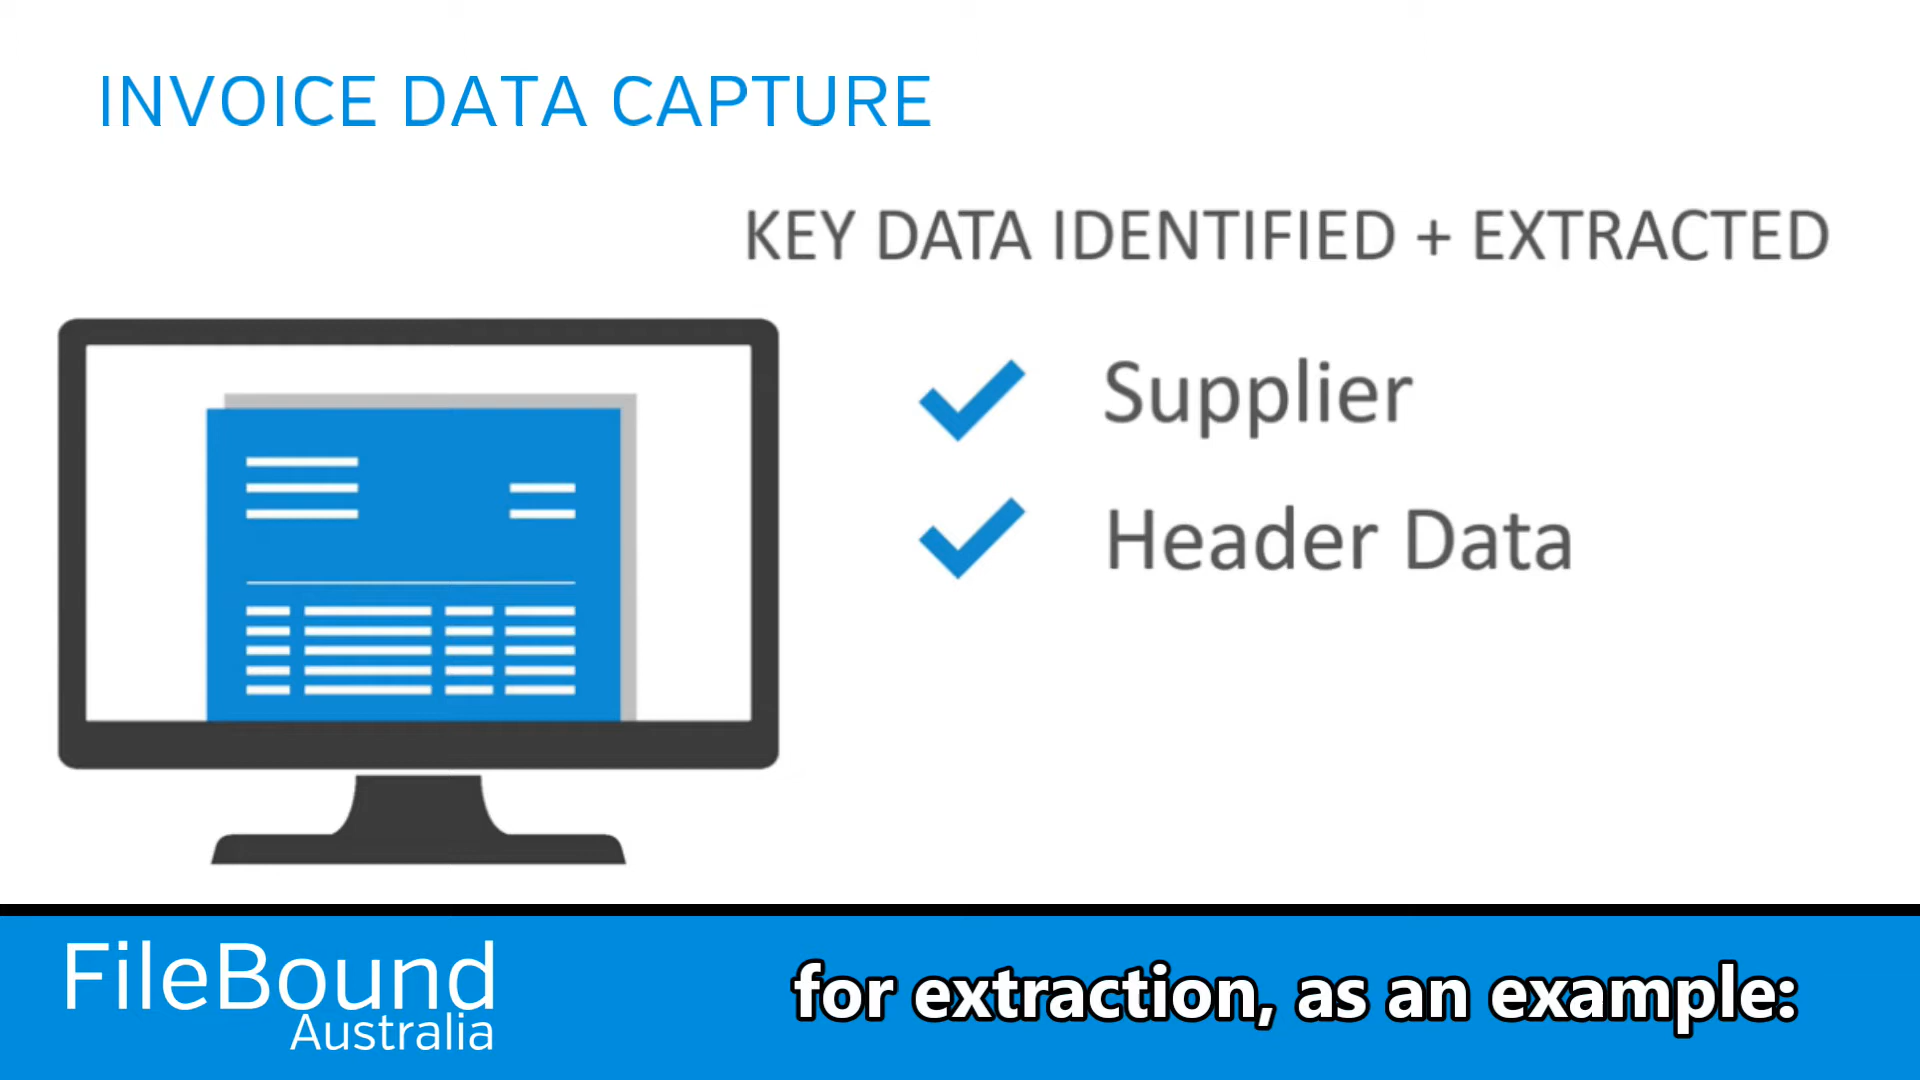 INVOICE DATA CAPTURE
KEY DATA IDENTIFIED + EXTRACTED
Supplier
Header Data
FileBound
Australia
for extraction, as an example: